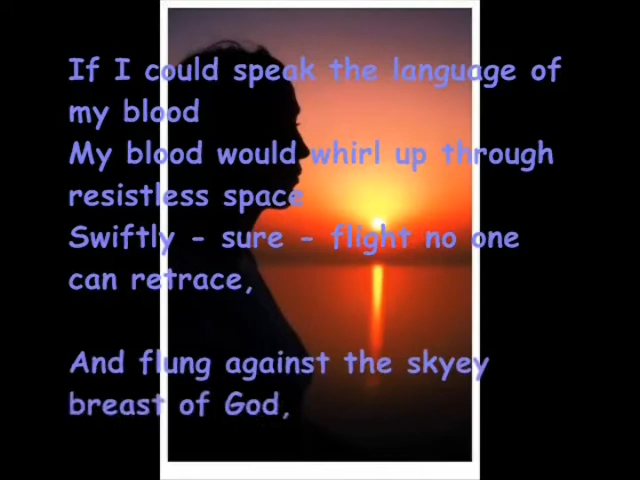 If I could speak the language of
my blood
My blood would whirl up through
resistless space
Swiftly - sure - flight no one
can retrace,
And flung against the skyey
breast of God,